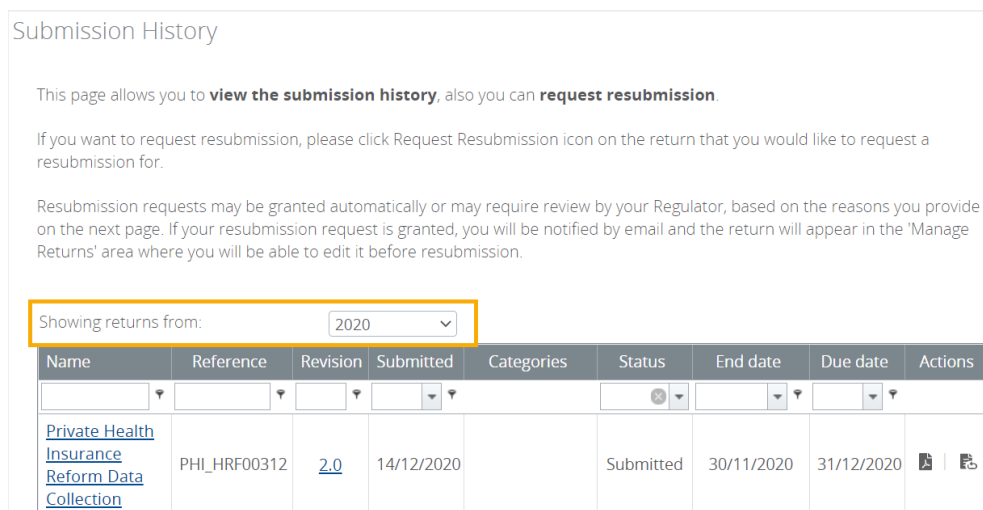 Submission History
This page allows you to view the submission history, also you can request resubmission.
If you want to request resubmission, please click Request Resubmission icon on the return that you would like to request a
resubmission for.
Resubmission requests may be granted automatically or may require review by your Regulator, based on the reasons you provide
on the next page. If your resubmission request is granted, you will be notified by email and the return will appear in the 'Manage
Returns' area where you will be able to edit it before resubmission.
Showing returns from: 2020
Name Reference Revision Submitted Categories Status End date Due date Actions
Private Health
Insurance
Reform Data
Collection
PHI_HRF00312 2.0 14/12/2020 Submitted 30/11/2020 31/12/2020